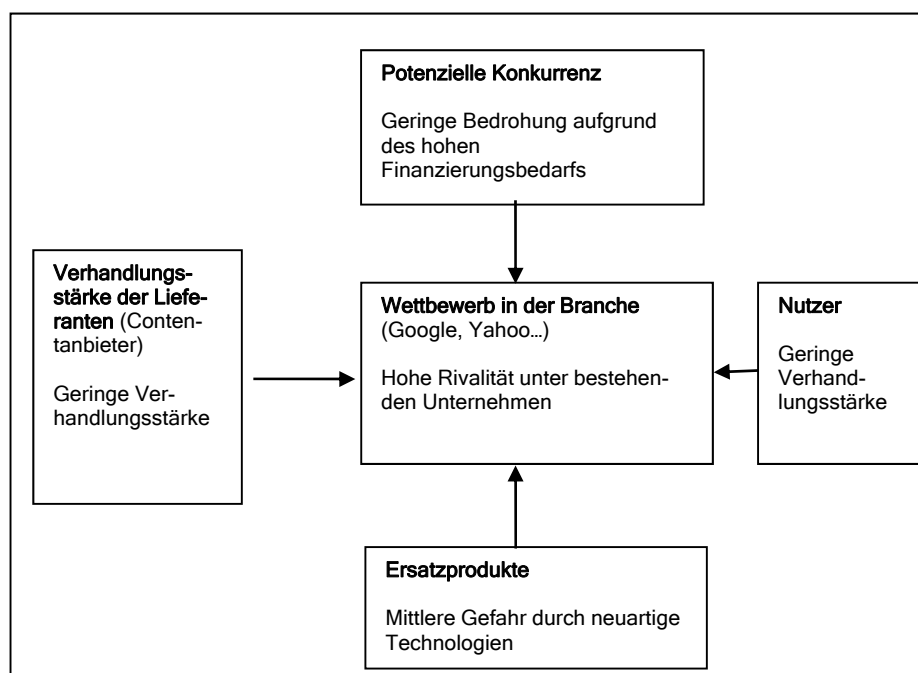 Potenzielle Konkurrenz
Geringe Bedrohung aufgrund
des hohen
Finanzierungsbedarfs
Verhandlungs-
stärke der Liefe-
ranten (Conten-
tanbieter)
Geringe Ver-
handlungsstärke
Wettbewerb in der Branche
(Google, Yahoo…)
Hohe Rivalität unter bestehen-
den Unternehmen
Nutzer
Geringe
Verhand-
lungsstärke
Ersatzprodukte
Mittlere Gefahr durch neuartige
Technologien